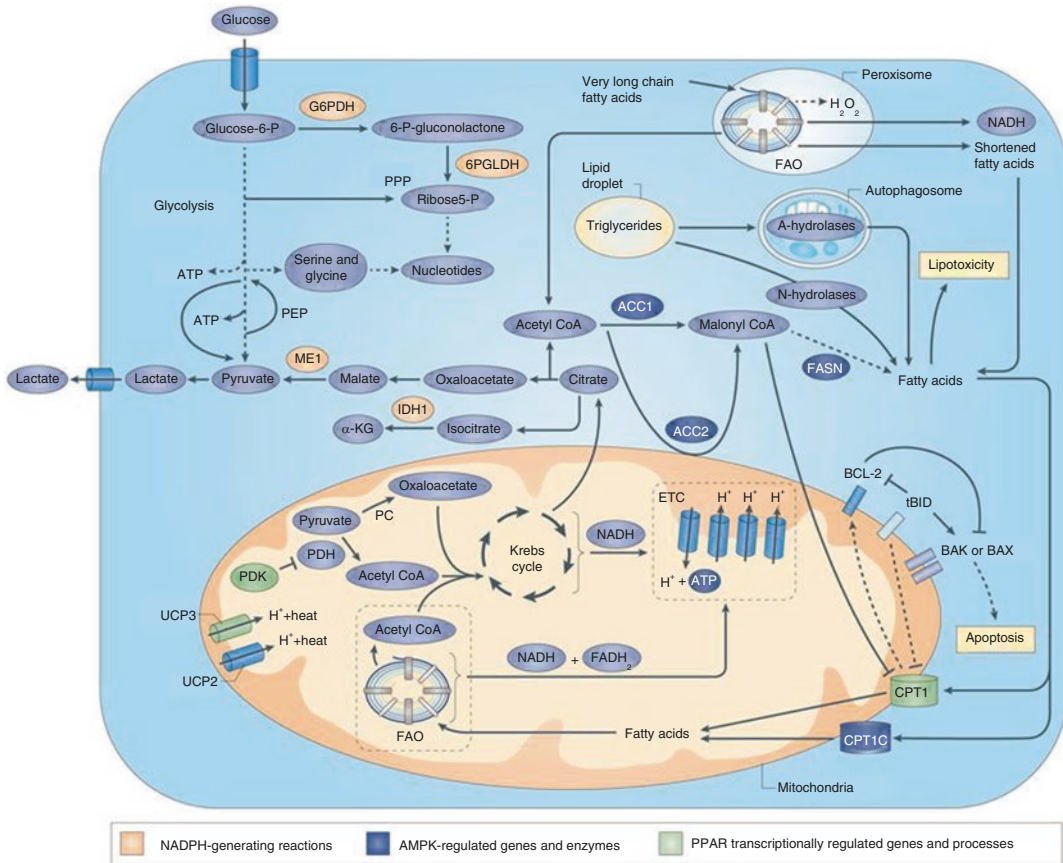 Glucose
G6PDH
Glucose-6-P
6-P-gluconolactone
6PGLDH
PPP
Ribose5-P
Glycolysis
Serine and
glycine
Nucleotides
ATP
ATP
PEP
Very long chain
fatty acids
H2O2
FAO
Peroxisome
NADH
Shortened
fatty acids
Lipid
droplet
Triglycerides
Autophagosome
A-hydrolases
N-hydrolases
Lipotoxicity
Acetyl CoA
ACC1
Malonyl CoA
FASN
Fatty acids
ACC2
Lactate
Lactate
Pyruvate
ME1
Malate
Oxaloacetate
Citrate
α-KG
IDH1
Isocitrate
Oxaloacetate
Pyruvate
PC
PDK
PDH
Acetyl CoA
Krebs
cycle
NADH
ETC
H+
H+
H+
H+ + ATP
BCL-2
tBID
BAK or BAX
Apoptosis
UCP3
H++heat
H++heat
UCP2
Acetyl CoA
FAO
NADH + FADH2
Fatty acids
CPT1
CPT1C
Mitochondria
NADPH-generating reactions
AMPK-regulated genes and enzymes
PPAR transcriptionally regulated genes and processes